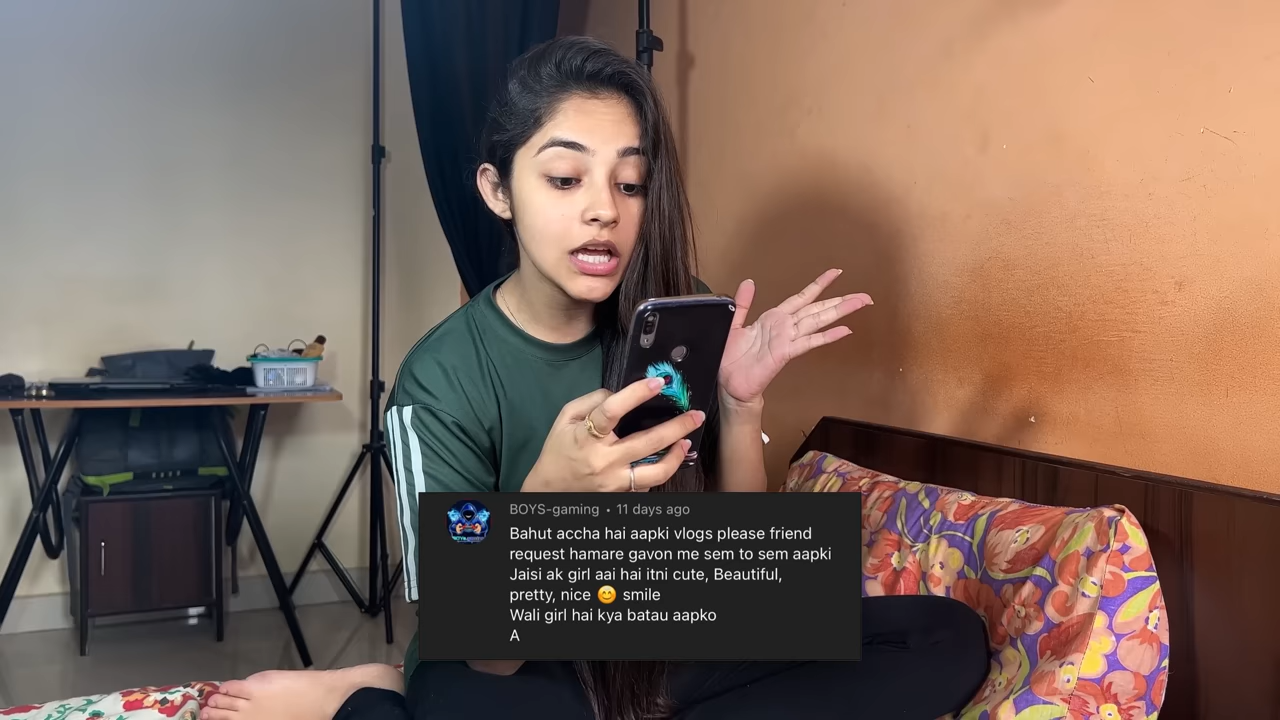 BOYS-gaming • 11 days ago
Bahut accha hai aapki vlogs please friend
request hamare gavon me sem to sem aapki
Jaisi ak girl aai hai itni cute, Beautiful,
pretty, nice 😊 smile
Wali girl hai kya batau aapko
A